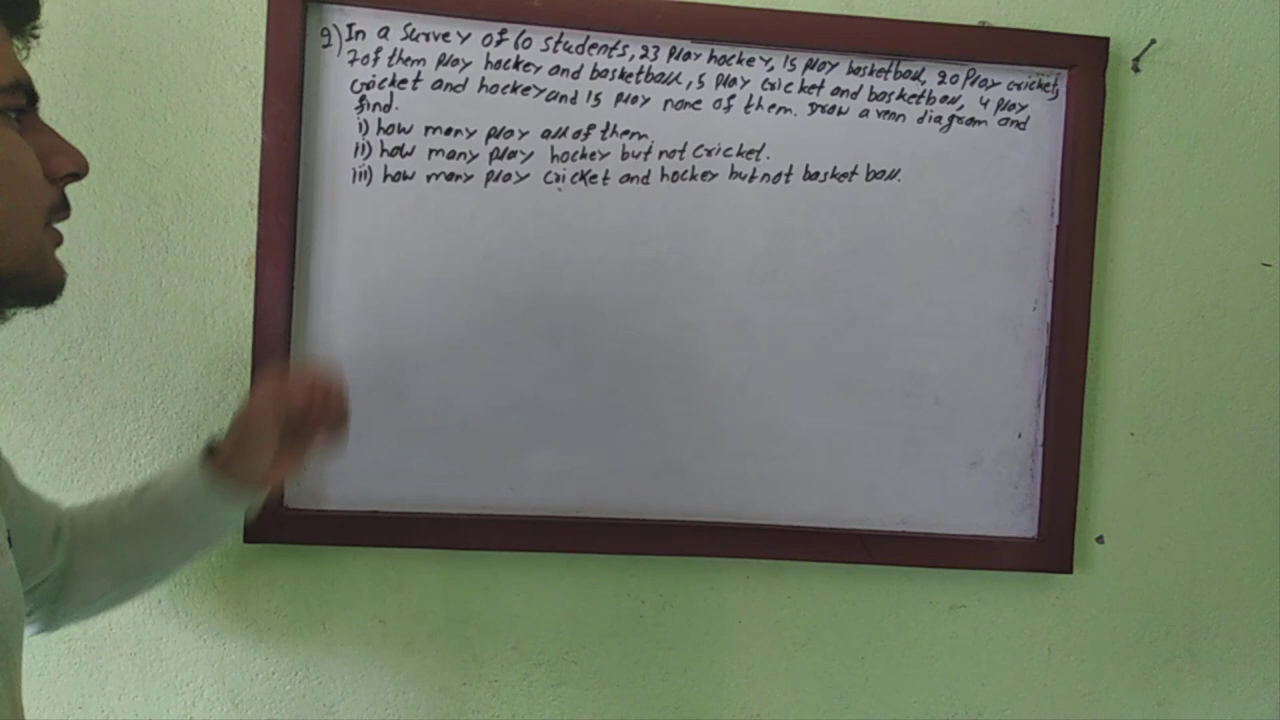 9) In a survey of 60 students, 23 play hockey, 15 play basketball, 20 play cricket,
7 of them play hockey and basketball, 5 play cricket and basketball, 4 play
cricket and hockey and 15 play none of them. Draw a venn diagram and
find.
i) how many play all of them.
ii) how many play hockey but not cricket.
iii) how many play cricket and hockey but not basket ball.